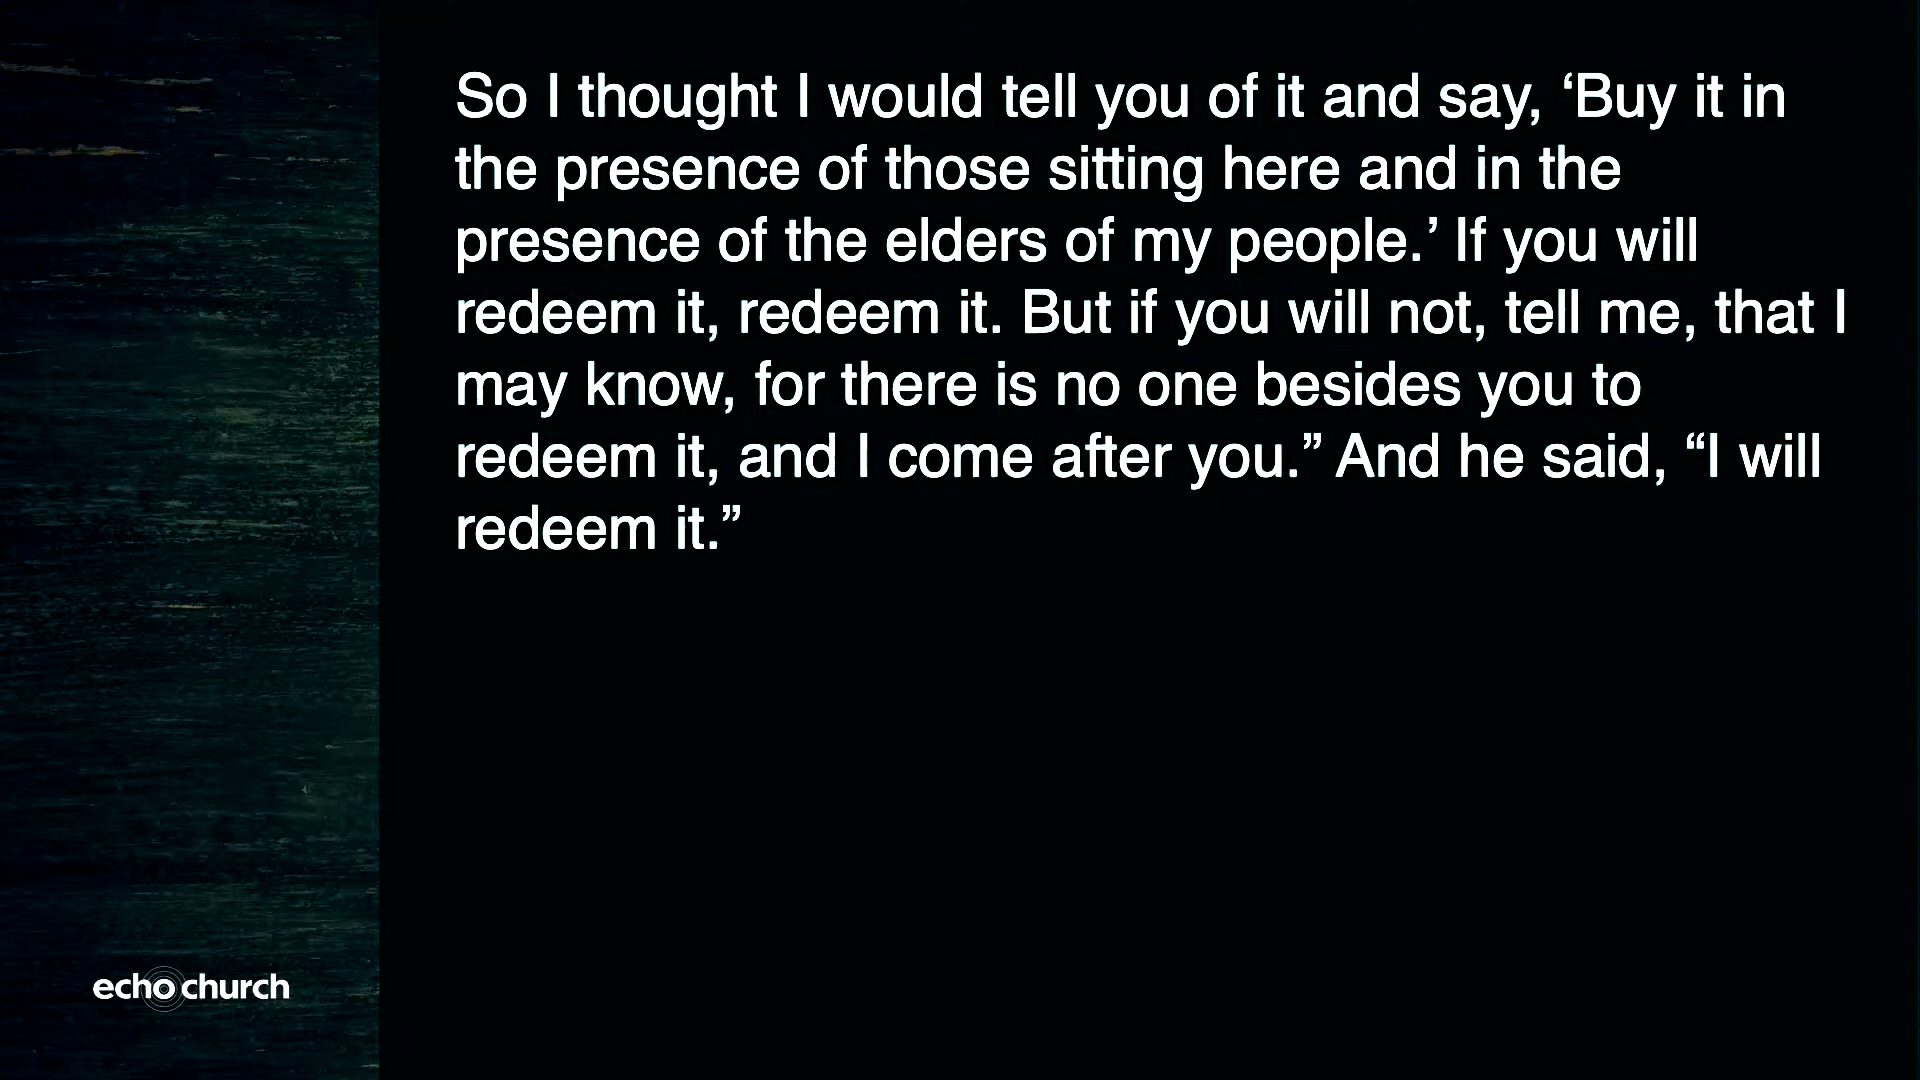 So I thought I would tell you of it and say, ‘Buy it in
the presence of those sitting here and in the
presence of the elders of my people.’ If you will
redeem it, redeem it. But if you will not, tell me, that I
may know, for there is no one besides you to
redeem it, and I come after you.” And he said, “I will
redeem it.”
echo church